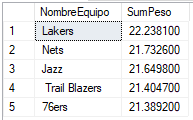 NombreEquipo SumPeso
1 Lakers 22.238100
2 Nets 21.732600
3 Jazz 21.649800
4 Trail Blazers 21.404700
5 76ers 21.389200